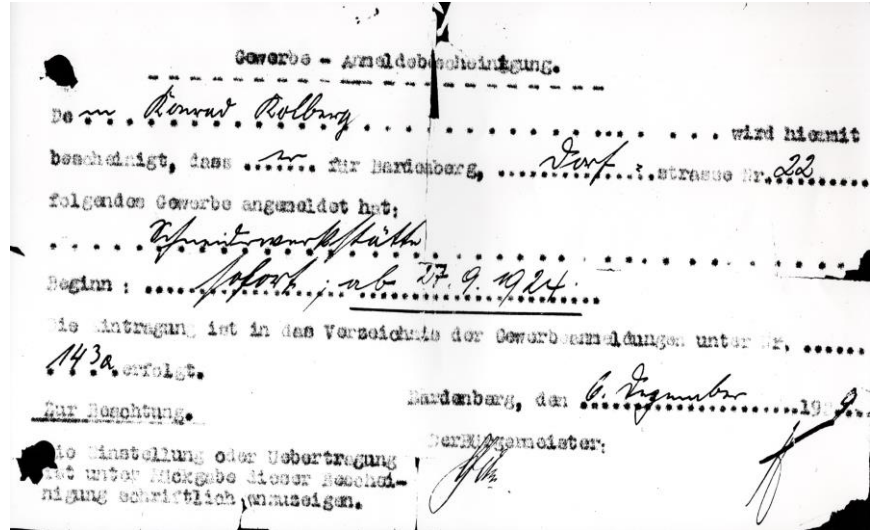 Gewerbe - Anmeldebescheinigung.
De m Konrad Kolberg wird hiermit
bescheinigt, dass er für Bardenberg, Dorf strasse Nr. 22
folgendes Gewerbe angemeldet hat:
Schneiderwerkstätte
Beginn : sofort, ab 27. 9. 1924.
Die Eintragung ist in das Verzeichnis der Gewerbeanmeldungen unter Nr.
143a erfolgt.
Bardenberg, den 6. Dezember 19
Zur Beachtung.
Der Bürgermeister:
Die Einstellung oder Uebertragung
ist unter Rückgabe dieser Beschei-
nigung schriftlich anzuzeigen.